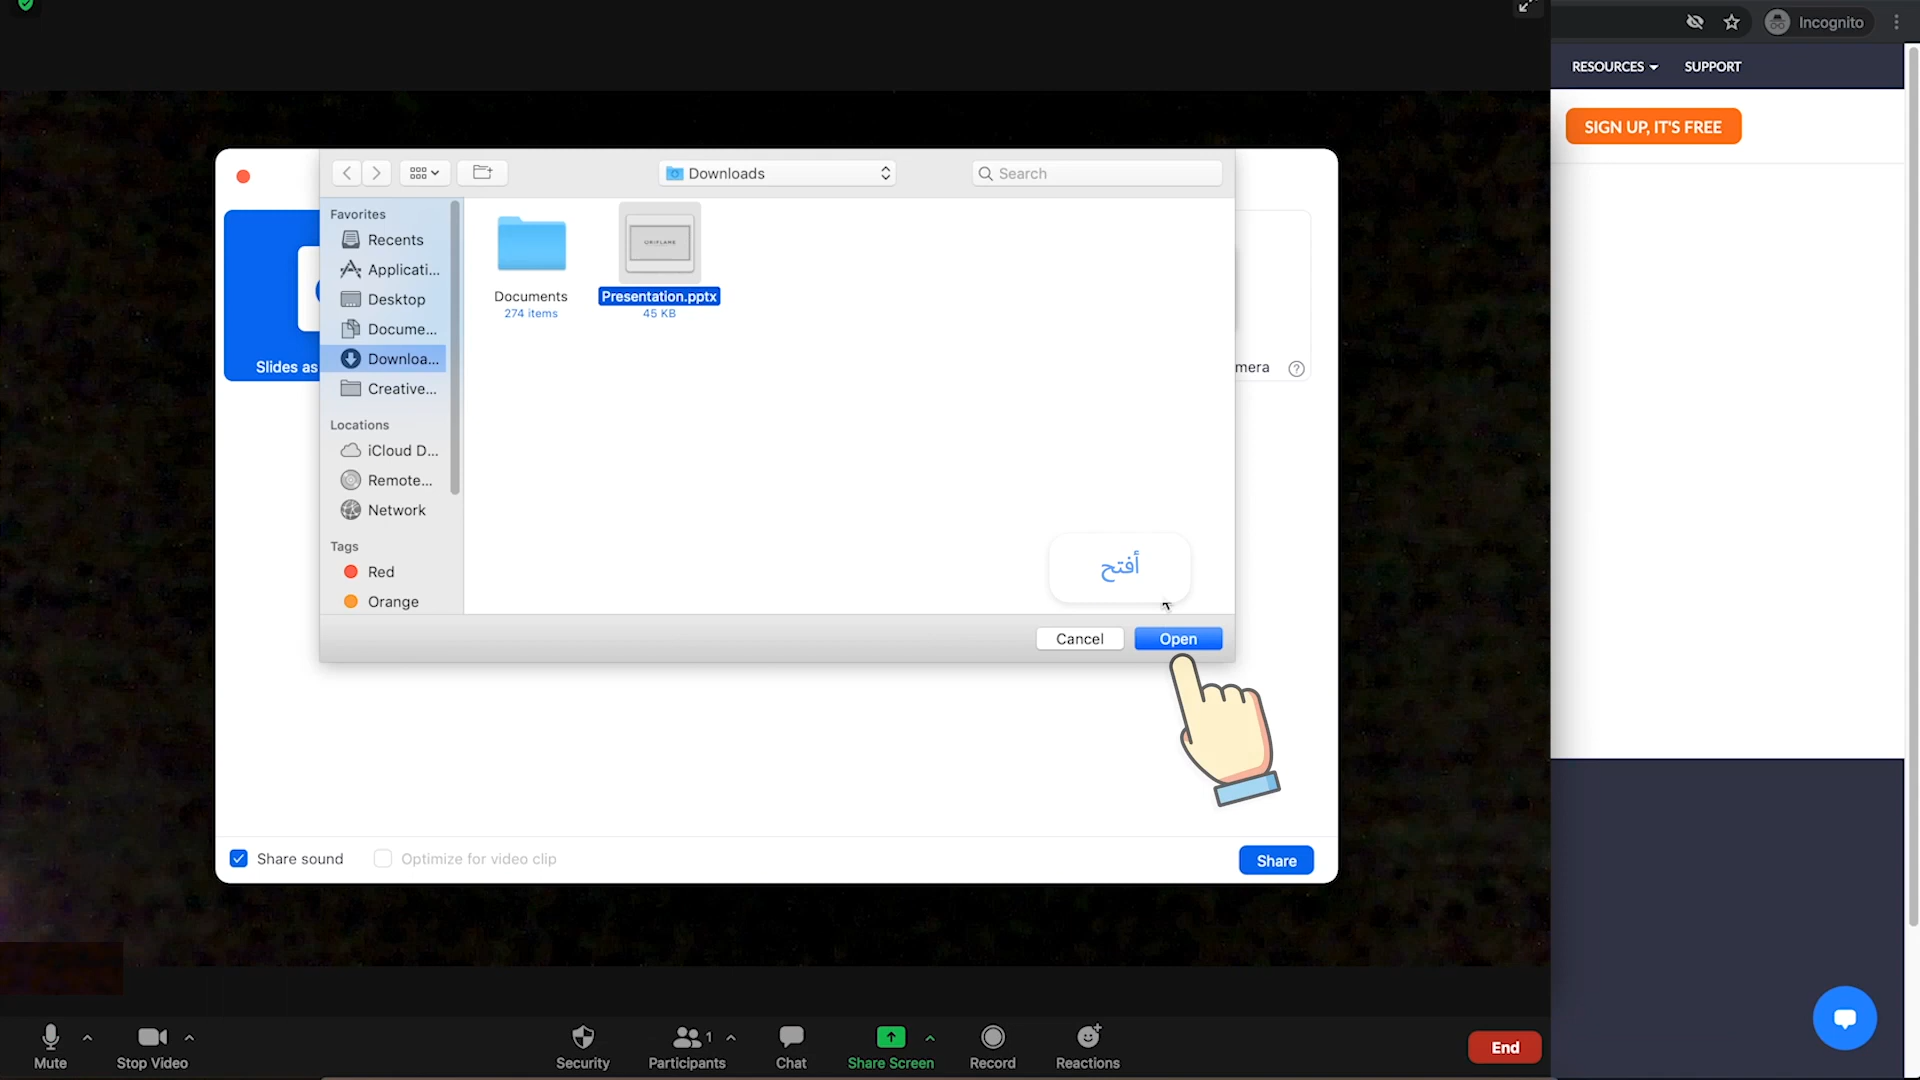 Incognito
RESOURCES
SUPPORT
SIGN UP, IT'S FREE
Downloads
Search
Favorites
Recents
Applicati...
Desktop
Docume...
Downloa...
Creative...
Locations
iCloud D...
Remote...
Network
Tags
Red
Orange
ORIFLAME
Documents
274 items
Presentation.pptx
45 KB
Slides as
mera
?
أفتح
Cancel
Open
Share sound
Optimize for video clip
Share
Mute
Stop Video
Security
1
Participants
Chat
Share Screen
Record
Reactions
End